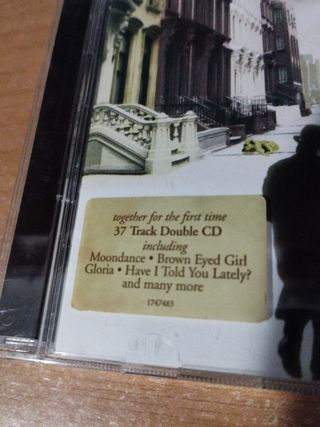 together for the first time
37 Track Double CD
including
Moondance • Brown Eyed Girl
Gloria • Have I Told You Lately?
and many more
1747483